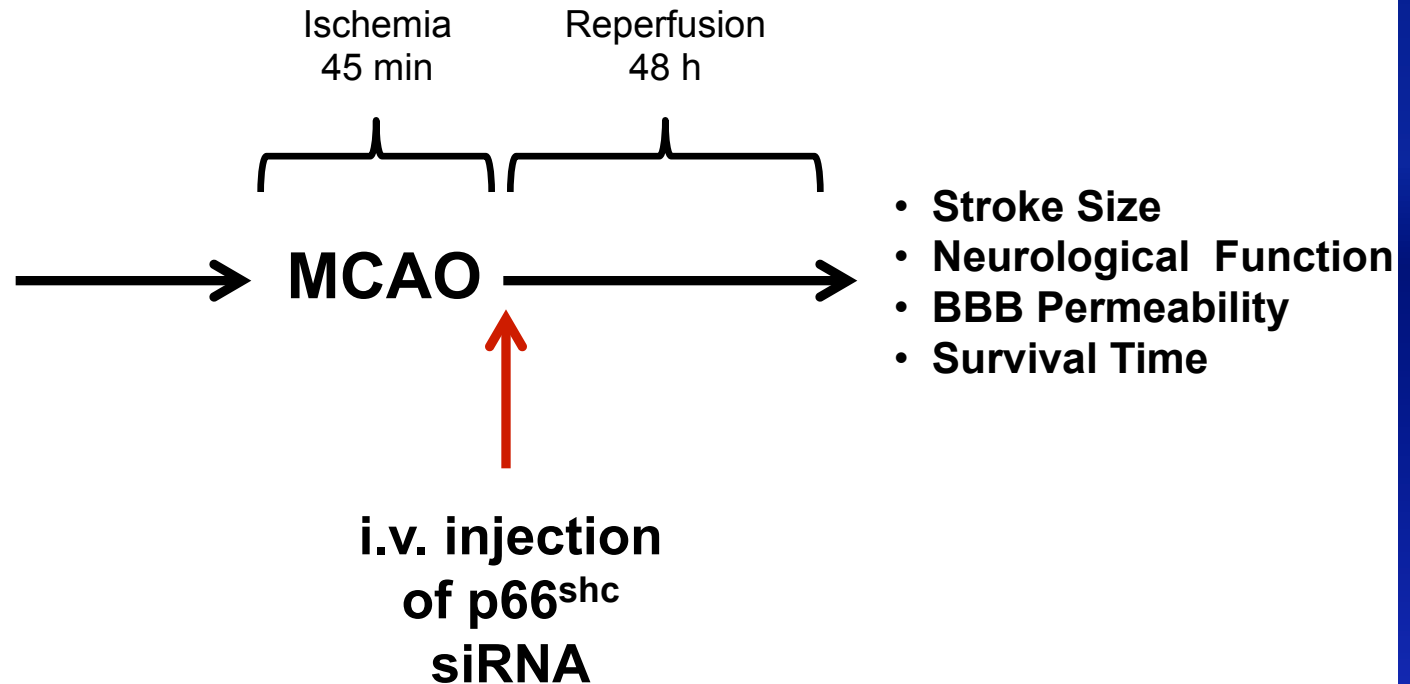 Ischemia
45 min
Reperfusion
48 h
MCAO
• Stroke Size
• Neurological Function
• BBB Permeability
• Survival Time
i.v. injection
of p66shc
siRNA